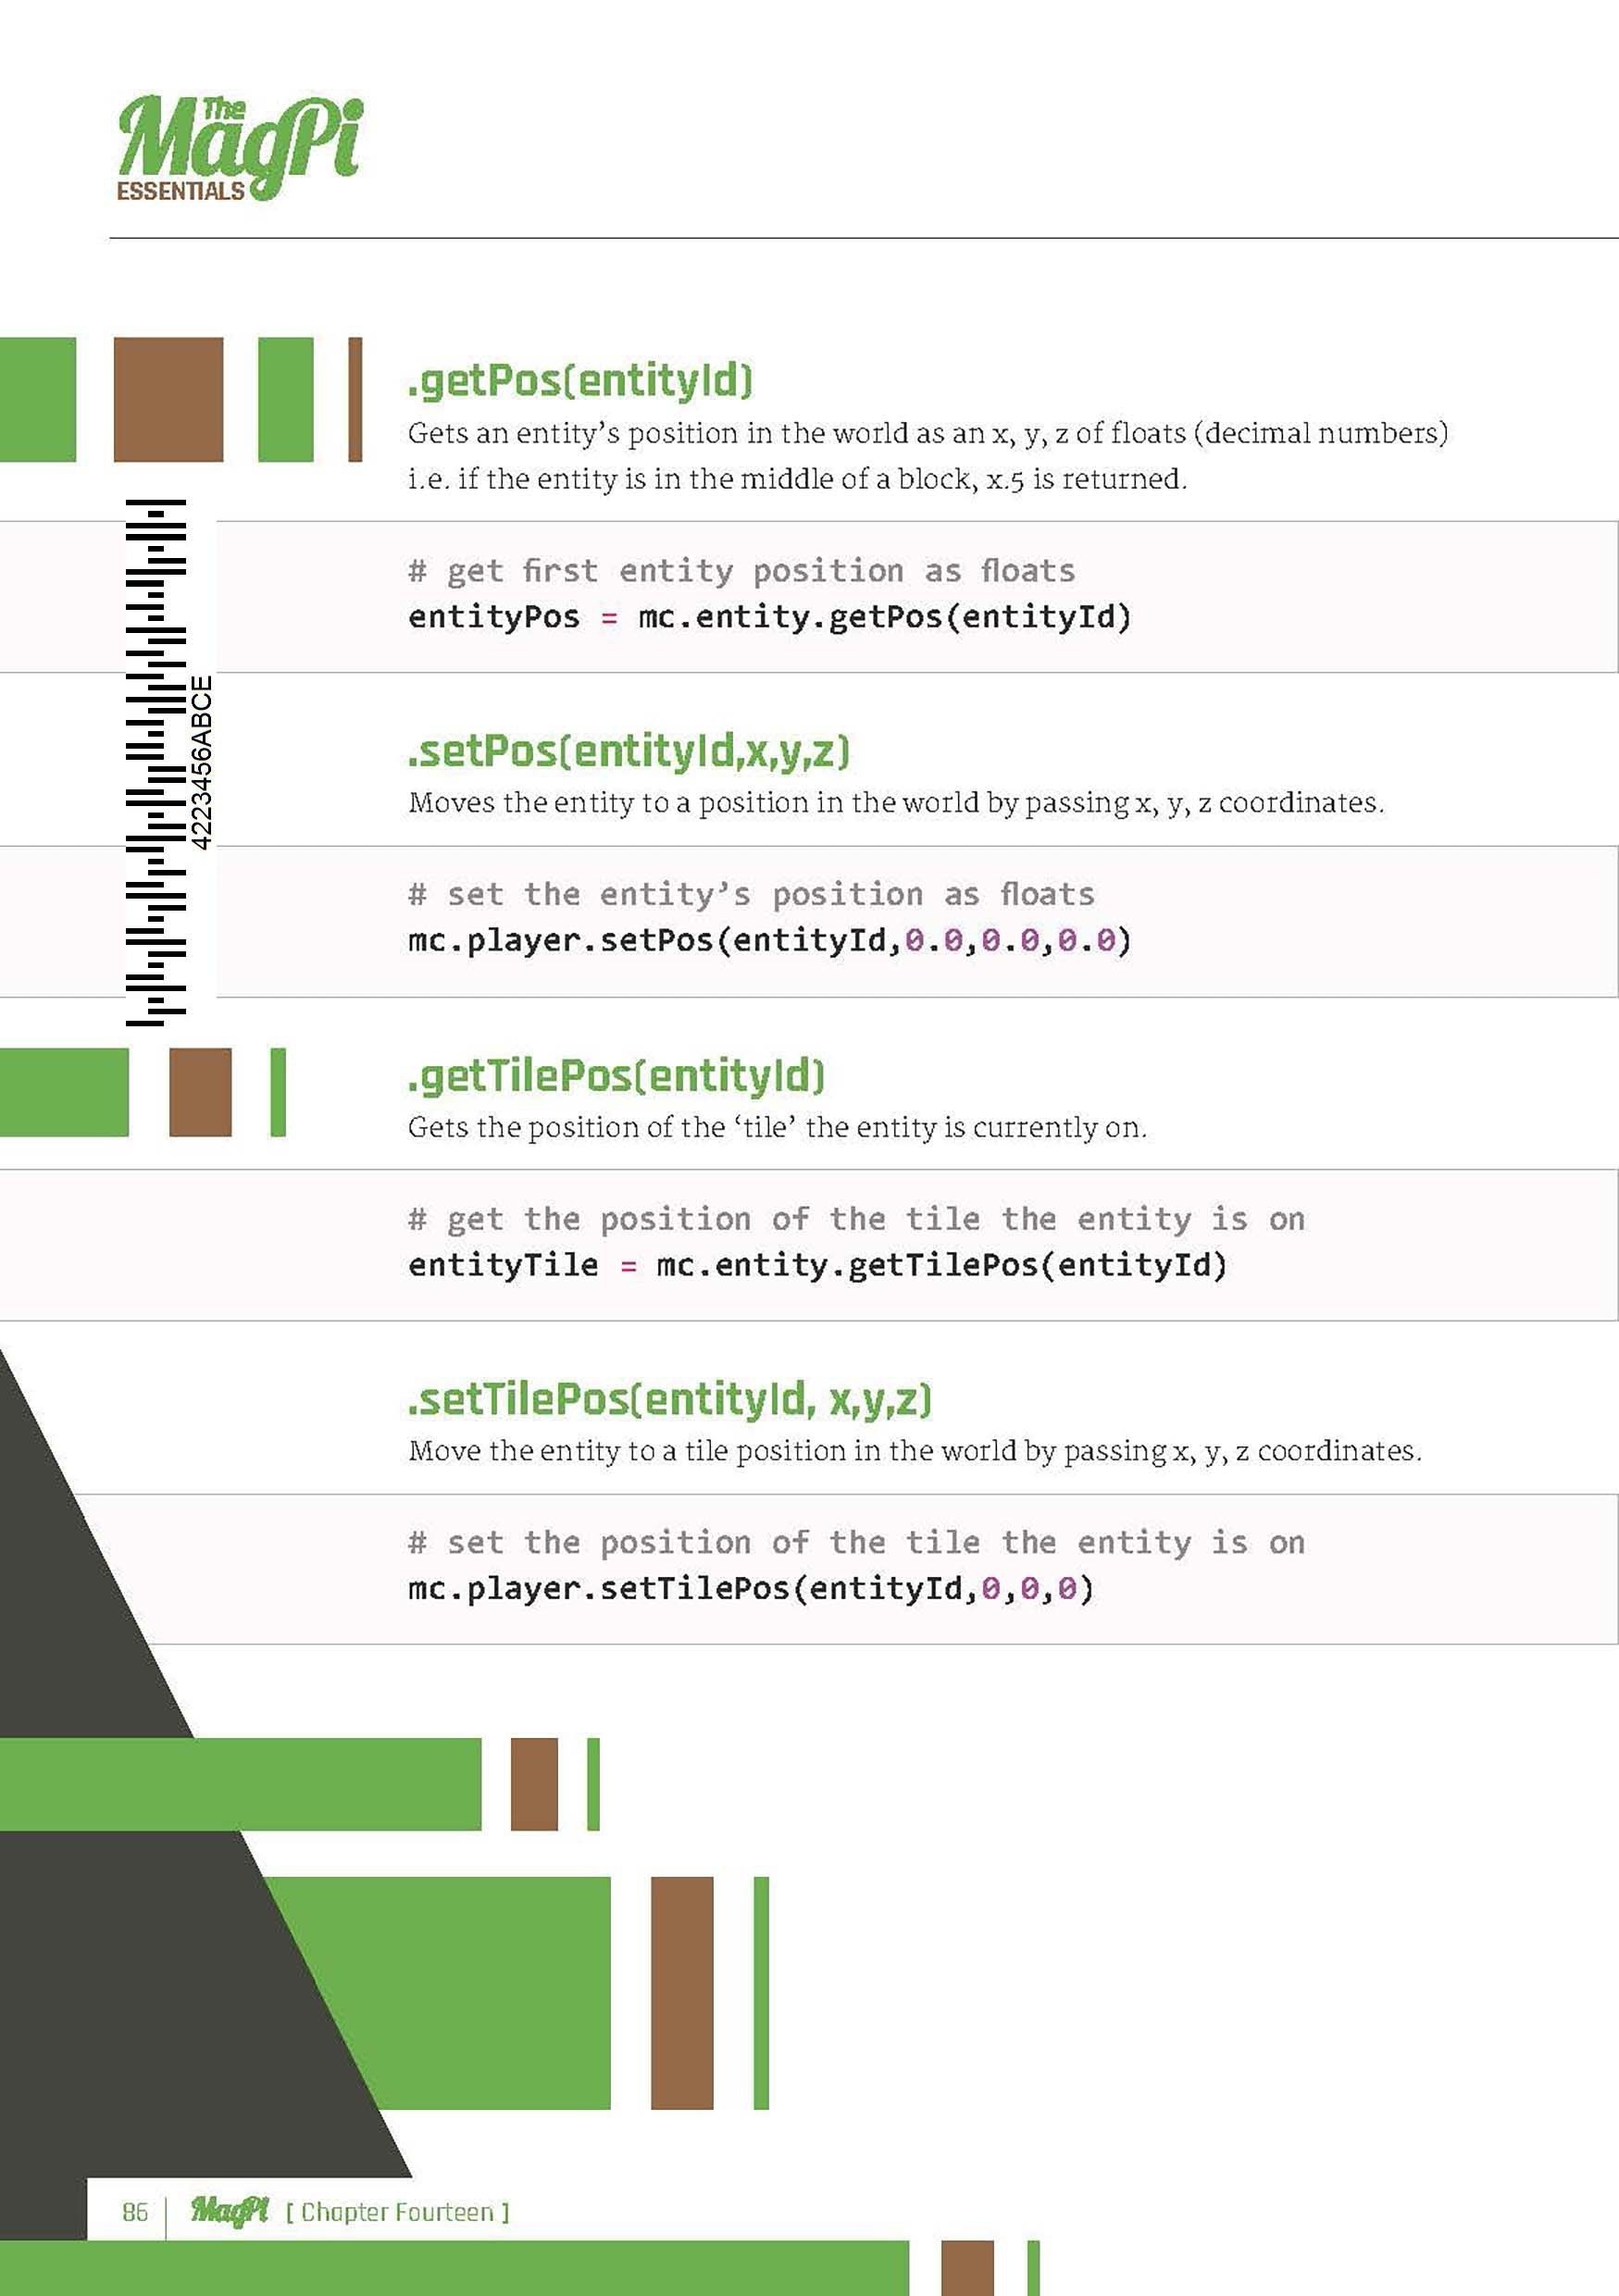 The
MagPi
ESSENTIALS
.getPos(entityId)
Gets an entity’s position in the world as an x, y, z of floats (decimal numbers)
i.e. if the entity is in the middle of a block, x.5 is returned.
# get first entity position as floats
entityPos = mc.entity.getPos(entityId)
4223456ABCE
.setPos(entityId,x,y,z)
Moves the entity to a position in the world by passing x, y, z coordinates.
# set the entity’s position as floats
mc.player.setPos(entityId,0.0,0.0,0.0)
.getTilePos(entityId)
Gets the position of the ‘tile’ the entity is currently on.
# get the position of the tile the entity is on
entityTile = mc.entity.getTilePos(entityId)
.setTilePos(entityId, x,y,z)
Move the entity to a tile position in the world by passing x, y, z coordinates.
# set the position of the tile the entity is on
mc.player.setTilePos(entityId,0,0,0)
86 MagPi [ Chapter Fourteen ]